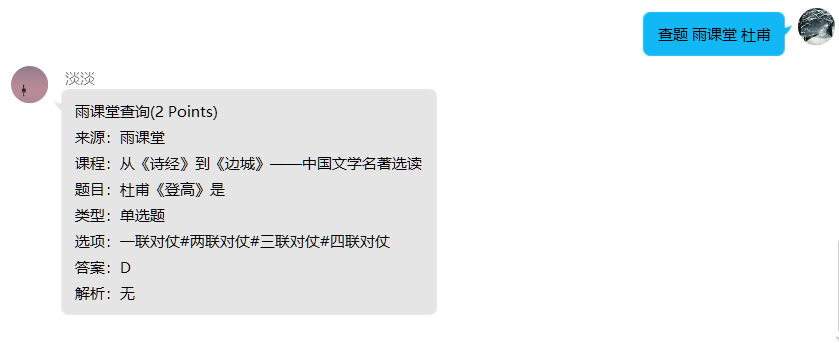 查题 雨课堂 杜甫
淡淡
雨课堂查询(2 Points)
来源：雨课堂
课程：从《诗经》到《边城》——中国文学名著选读
题目：杜甫《登高》是
类型：单选题
选项：一联对仗#两联对仗#三联对仗#四联对仗
答案：D
解析：无